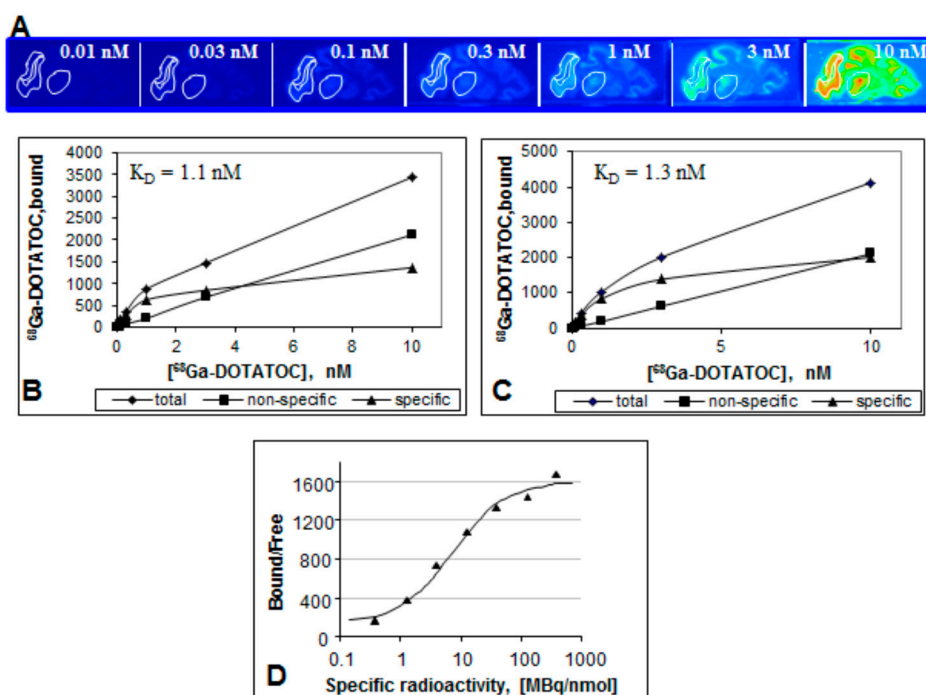 A
0.01 nM 0.03 nM 0.1 nM 0.3 nM 1 nM 3 nM 10 nM
K_D = 1.1 nM
⁶⁸Ga-DOTATOC,bound
4000
3500
3000
2500
2000
1500
1000
500
0
0 2 4 6 8 10
[⁶⁸Ga-DOTATOC], nM
B
total non-specific specific
K_D = 1.3 nM
⁶⁸Ga-DOTATOC,bound
5000
4000
3000
2000
1000
0
0 5 10
[⁶⁸Ga-DOTATOC], nM
C
total non-specific specific
Bound/Free
1600
1200
800
400
0
0.1 1 10 100 1000
D
Specific radioactivity, [MBq/nmol]